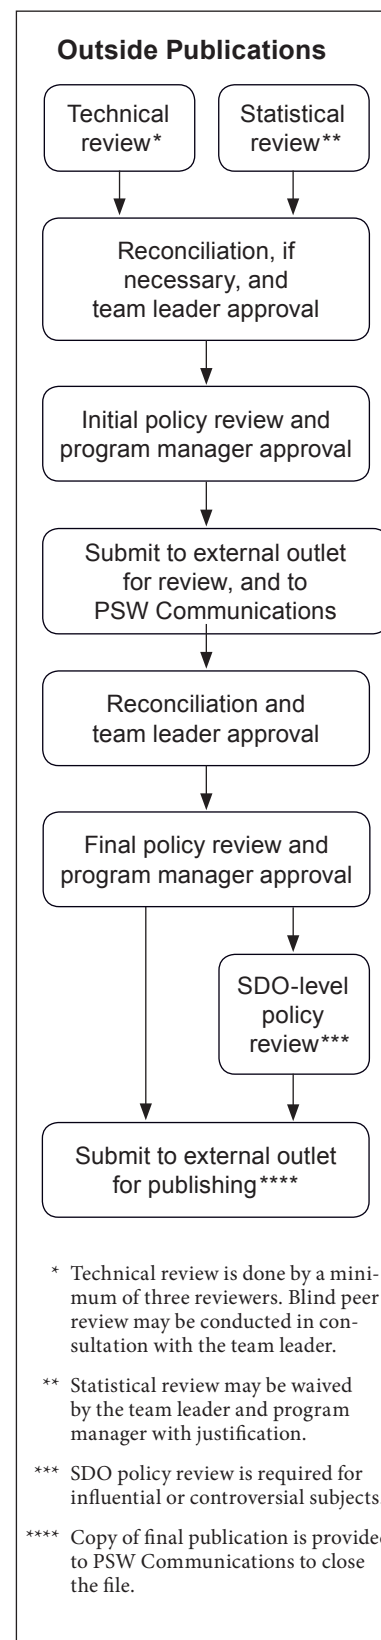 Outside Publications
Technical
review*
Statistical
review**
Reconciliation, if
necessary, and
team leader approval
Initial policy review and
program manager approval
Submit to external outlet
for review, and to
PSW Communications
Reconciliation and
team leader approval
Final policy review and
program manager approval
SDO-level
policy
review***
Submit to external outlet
for publishing****
* Technical review is done by a mini-
mum of three reviewers. Blind peer
review may be conducted in con-
sultation with the team leader.
** Statistical review may be waived
by the team leader and program
manager with justification.
*** SDO policy review is required for
influential or controversial subjects
**** Copy of final publication is provided
to PSW Communications to close
the file.